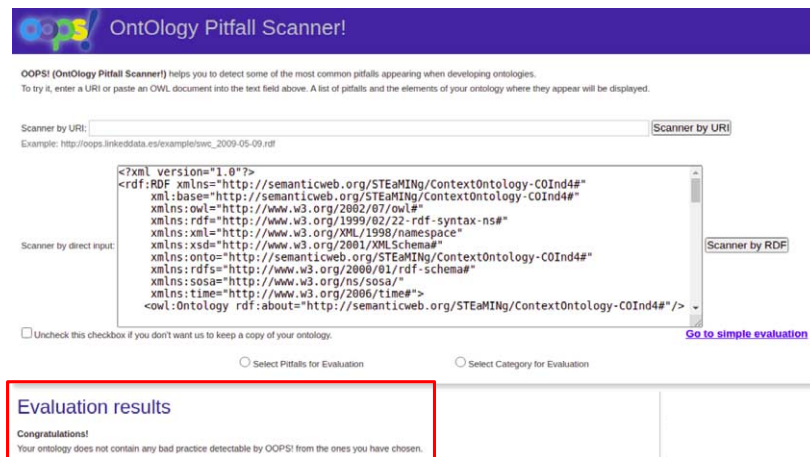 oops! OntOlogy Pitfall Scanner!
OOPS! (OntOlogy Pitfall Scanner!) helps you to detect some of the most common pitfalls appearing when developing ontologies.
To try it, enter a URI or paste an OWL document into the text field above. A list of pitfalls and the elements of your ontology where they appear will be displayed.
Scanner by URI: Scanner by URI
Example: http://oops.linkeddata.es/example/swc_2009-05-09.rdf
<?xml version="1.0"?>
<rdf:RDF xmlns="http://semanticweb.org/STEaMINg/ContextOntology-COInd4#"
xml:base="http://semanticweb.org/STEaMINg/ContextOntology-COInd4#"
xmlns:owl="http://www.w3.org/2002/07/owl#"
xmlns:rdf="http://www.w3.org/1999/02/22-rdf-syntax-ns#"
xmlns:xml="http://www.w3.org/XML/1998/namespace"
Scanner by direct input: xmlns:xsd="http://www.w3.org/2001/XMLSchema#" Scanner by RDF
xmlns:onto="http://semanticweb.org/STEaMINg/ContextOntology-COInd4#"
xmlns:rdfs="http://www.w3.org/2000/01/rdf-schema#"
xmlns:sosa="http://www.w3.org/ns/sosa/"
xmlns:time="http://www.w3.org/2006/time#">
<owl:Ontology rdf:about="http://semanticweb.org/STEaMINg/ContextOntology-COInd4#"/>
Uncheck this checkbox if you don't want us to keep a copy of your ontology. Go to simple evaluation
Select Pitfalls for Evaluation Select Category for Evaluation
Evaluation results
Congratulations!
Your ontology does not contain any bad practice detectable by OOPS! from the ones you have chosen.